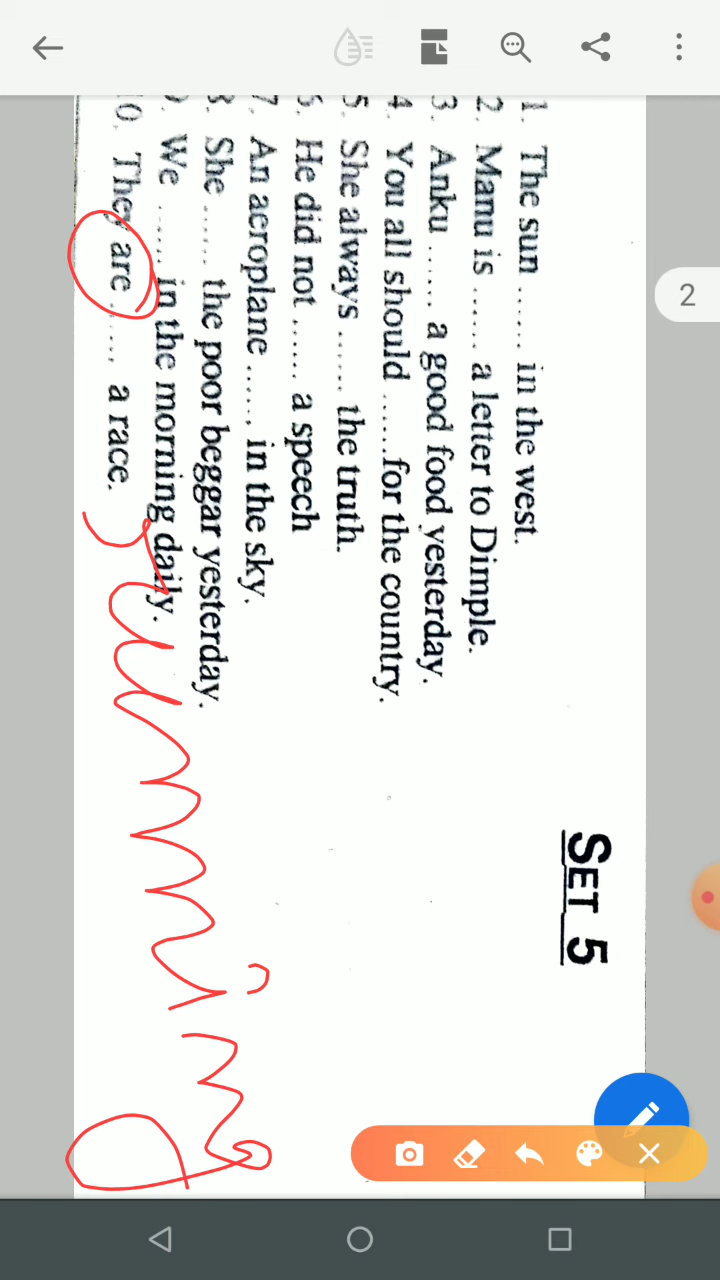 2
SET 5
1. The sun ....... in the west.
2. Manu is ...... a letter to Dimple.
3. Anku ....... a good food yesterday.
4. You all should ......for the country.
5. She always ...... the truth.
6. He did not ....... a speech
7. An aeroplane ......, in the sky.
8. She ...... the poor beggar yesterday.
9. We ...... in the morning daily.
10. They are ....., a race.
running